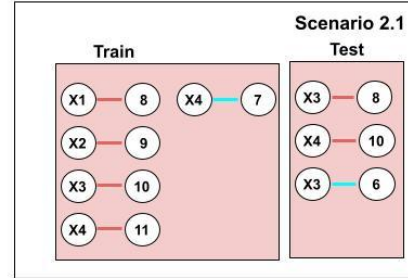 Scenario 2.1
Train Test
X1 8 X4 7 X3 8
X2 9 X4 10
X3 10 X3 6
X4 11